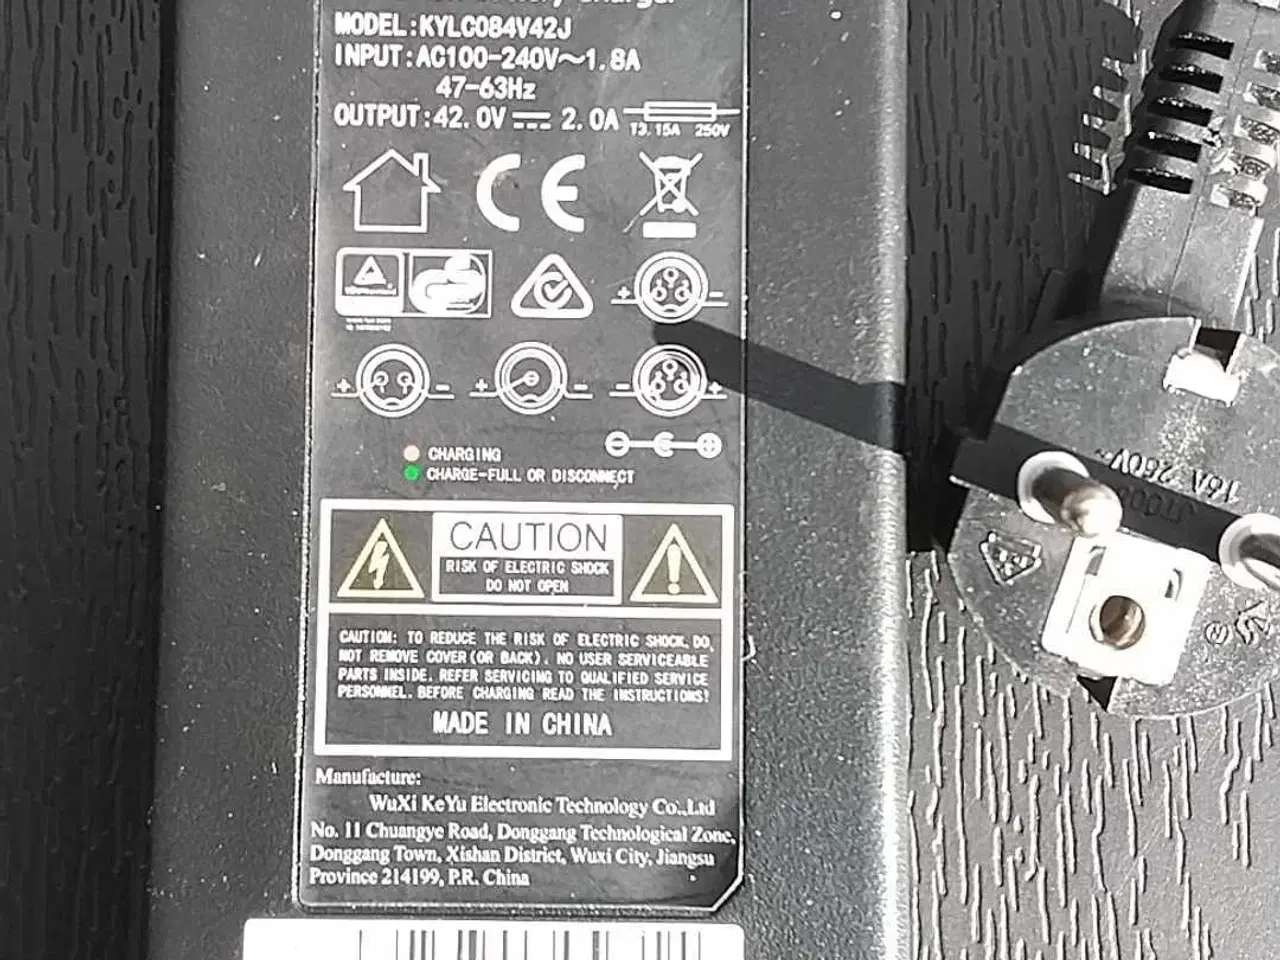 MODEL:KYLC084V42J
INPUT:AC100-240V~1.8A
47-63Hz
OUTPUT:42.0V⎓2.0A
T3.15A 250V
CE
+ -
+ -
+ -
- +
CHARGING
CHARGE-FULL OR DISCONNECT
CAUTION
RISK OF ELECTRIC SHOCK
DO NOT OPEN
CAUTION: TO REDUCE THE RISK OF ELECTRIC SHOCK, DO
NOT REMOVE COVER(OR BACK). NO USER SERVICEABLE
PARTS INSIDE. REFER SERVICING TO QUALIFIED SERVICE
PERSONNEL. BEFORE CHARGING READ THE INSTRUCTIONS!
MADE IN CHINA
Manufacture:
WuXi KeYu Electronic Technology Co.,Ltd
No. 11 Chuangye Road, Donggang Technological Zone,
Donggang Town, Xishan District, Wuxi City, Jiangsu
Province 214199, P.R. China
16A 250V~